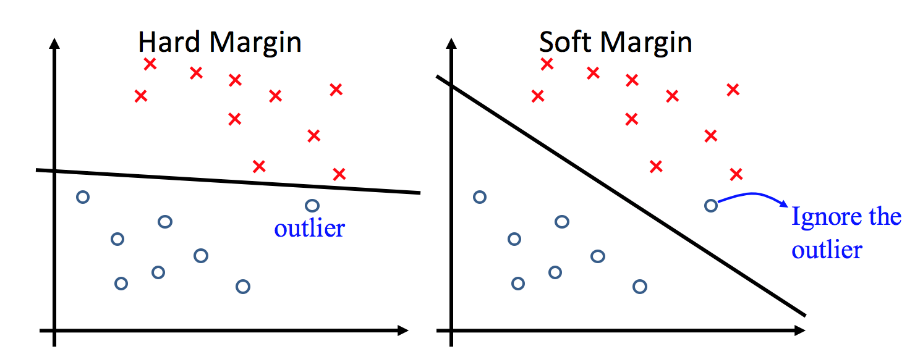 Hard Margin
outlier
Soft Margin
Ignore the
outlier